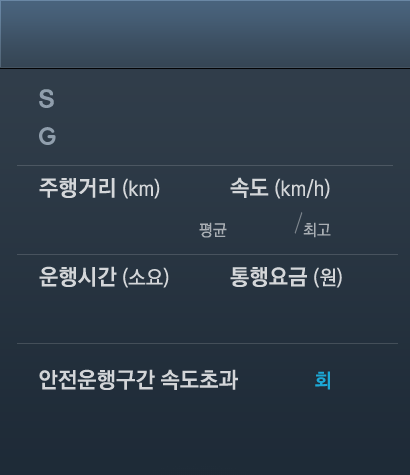 S
G
주행거리 (km) 속도 (km/h)
평균 /최고
운행시간 (소요) 통행요금 (원)
안전운행구간 속도초과 회